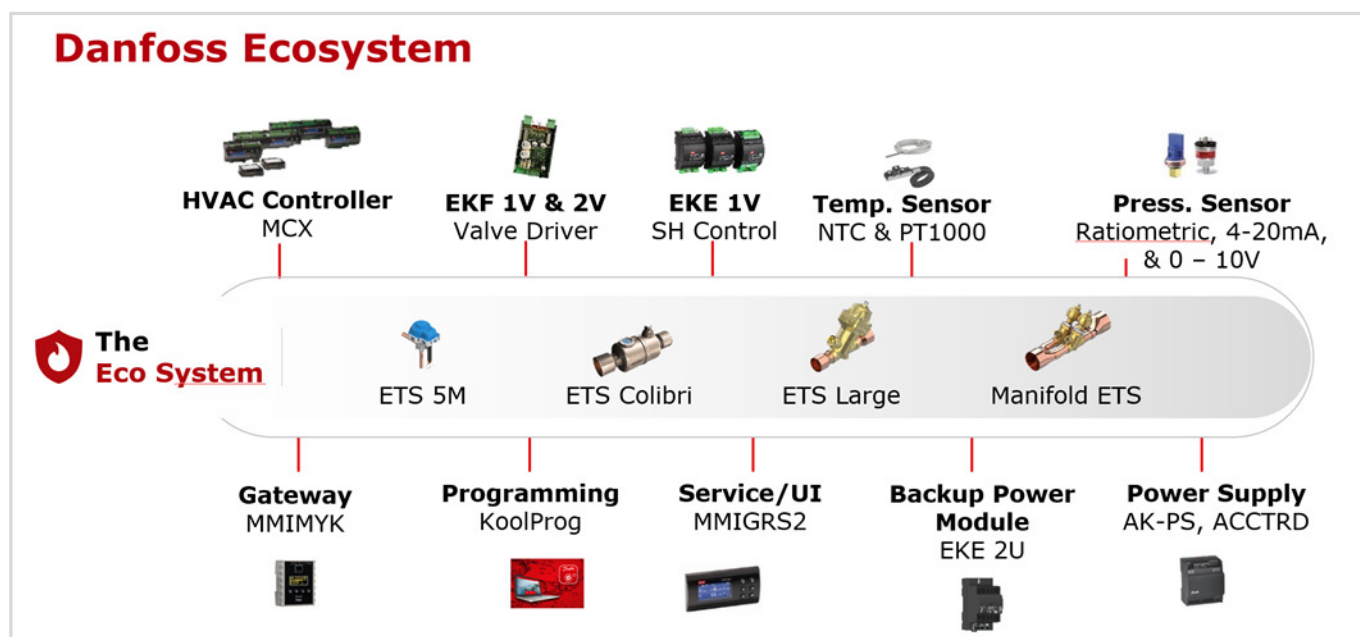 Danfoss Ecosystem
HVAC Controller
MCX
EKF 1V & 2V
Valve Driver
EKE 1V
SH Control
Temp. Sensor
NTC & PT1000
Press. Sensor
Ratiometric, 4-20mA,
& 0 – 10V
The
Eco System
ETS 5M
ETS Colibri
ETS Large
Manifold ETS
Gateway
MMIMYK
Programming
KoolProg
Service/UI
MMIGRS2
Backup Power
Module
EKE 2U
Power Supply
AK-PS, ACCTRD